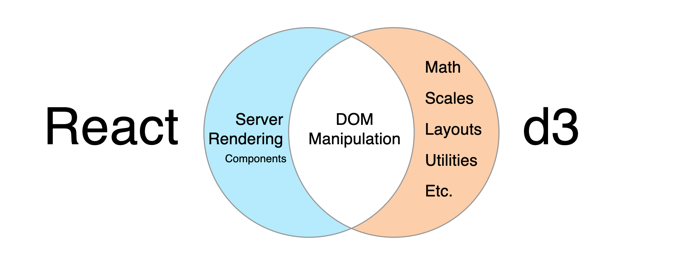 React
Server
Rendering
Components
DOM
Manipulation
Math
Scales
Layouts
Utilities
Etc.
d3